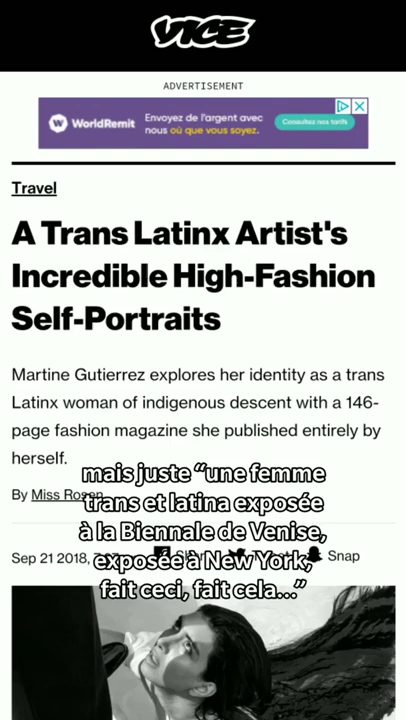 VICE
ADVERTISEMENT
WorldRemit
Envoyez de l'argent avec
nous où que vous soyez.
Consultez nos tarifs
Travel
A Trans Latinx Artist's
Incredible High-Fashion
Self-Portraits
Martine Gutierrez explores her identity as a trans
Latinx woman of indigenous descent with a 146-
page fashion magazine she published entirely by
herself.
mais juste “une femme
trans et latina exposée
à la Biennale de Venise,
exposée à New York,
fait ceci, fait cela...”
By Miss Rosen
Sep 21 2018,
Snap